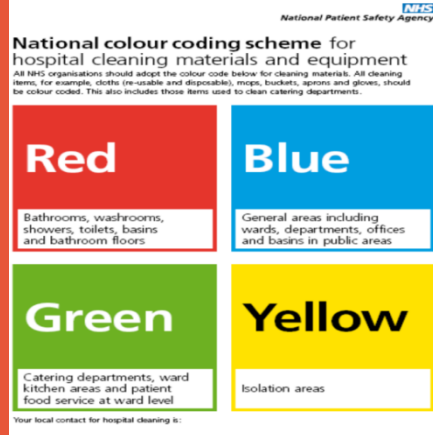 NHS
National Patient Safety Agency
National colour coding scheme for
hospital cleaning materials and equipment
All NHS organisations should adopt the colour code below for cleaning materials. All cleaning
items, for example, cloths (re-usable and disposable), mops, buckets, aprons and gloves, should
be colour coded. This also includes those items used to clean catering departments.
Red
Bathrooms, washrooms,
showers, toilets, basins
and bathroom floors
Blue
General areas including
wards, departments, offices
and basins in public areas
Green
Catering departments, ward
kitchen areas and patient
food service at ward level
Yellow
Isolation areas
Your local contact for hospital cleaning is: